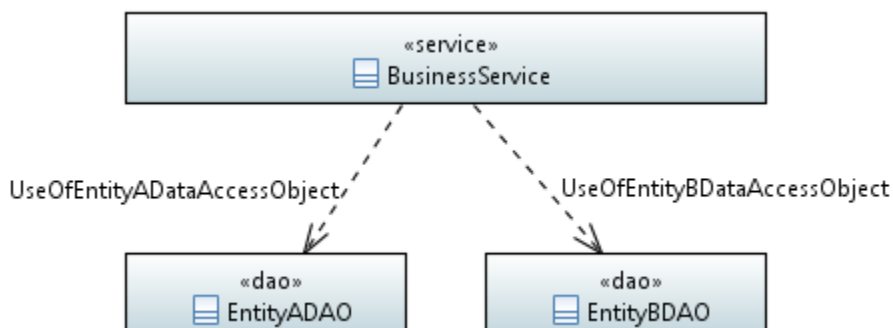 «service»
BusinessService
UseOfEntityADataAccessObject
UseOfEntityBDataAccessObject
«dao»
EntityADAO
«dao»
EntityBDAO